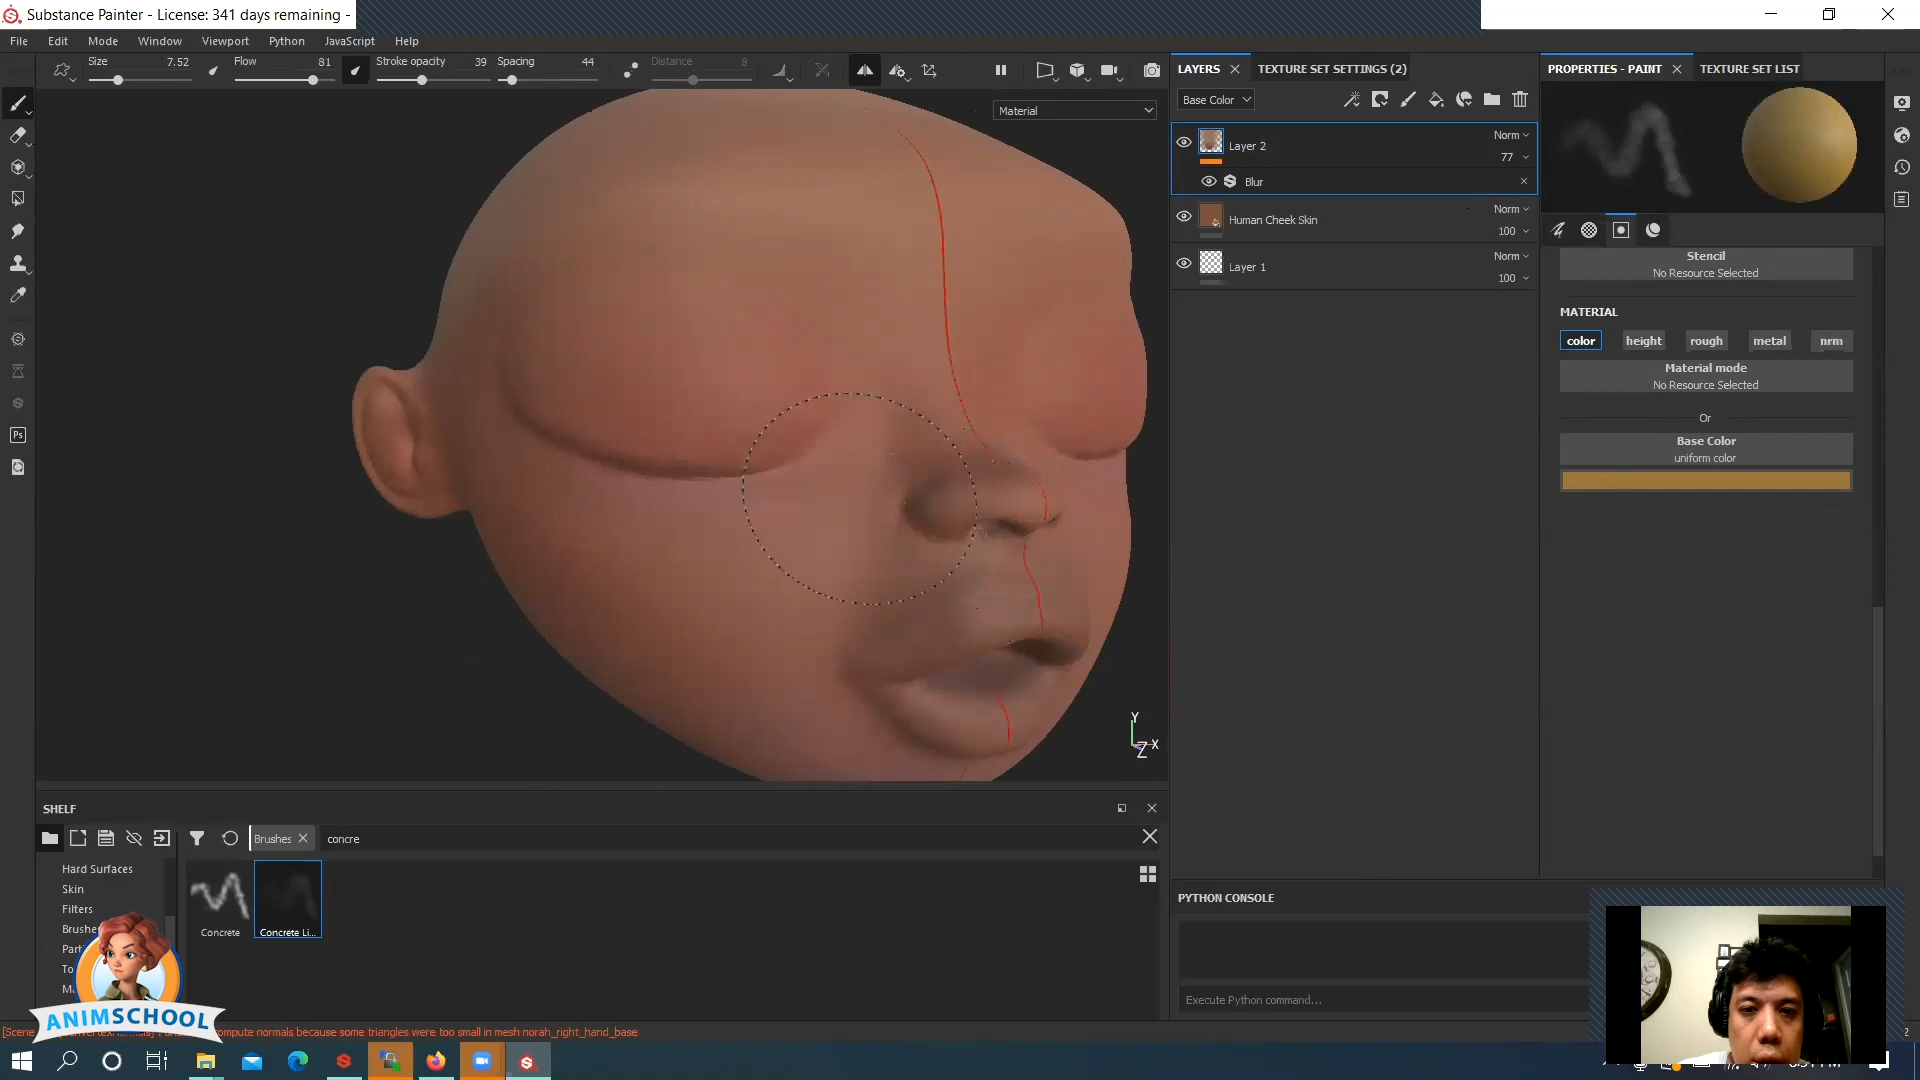 Substance Painter - License: 341 days remaining -
File Edit Mode Window Viewport Python JavaScript Help
Size 7.52 Flow 81 Stroke opacity 39 Spacing 44 Distance 8
Material
LAYERS TEXTURE SET SETTINGS (2)
Base Color
Layer 2 Norm
77
Blur
Human Cheek Skin Norm
100
Layer 1 Norm
100
PROPERTIES - PAINT TEXTURE SET LIST
Stencil
No Resource Selected
MATERIAL
color height rough metal nrm
Material mode
No Resource Selected
Or
Base Color
uniform color
Ps
Y
X
Z
SHELF
Brushes concre
Hard Surfaces
Skin
Filters
Concrete Concrete Li...
PYTHON CONSOLE
Execute Python command...
ANIMSCHOOL
compute normals because some triangles were too small in mesh norah_right_hand_base